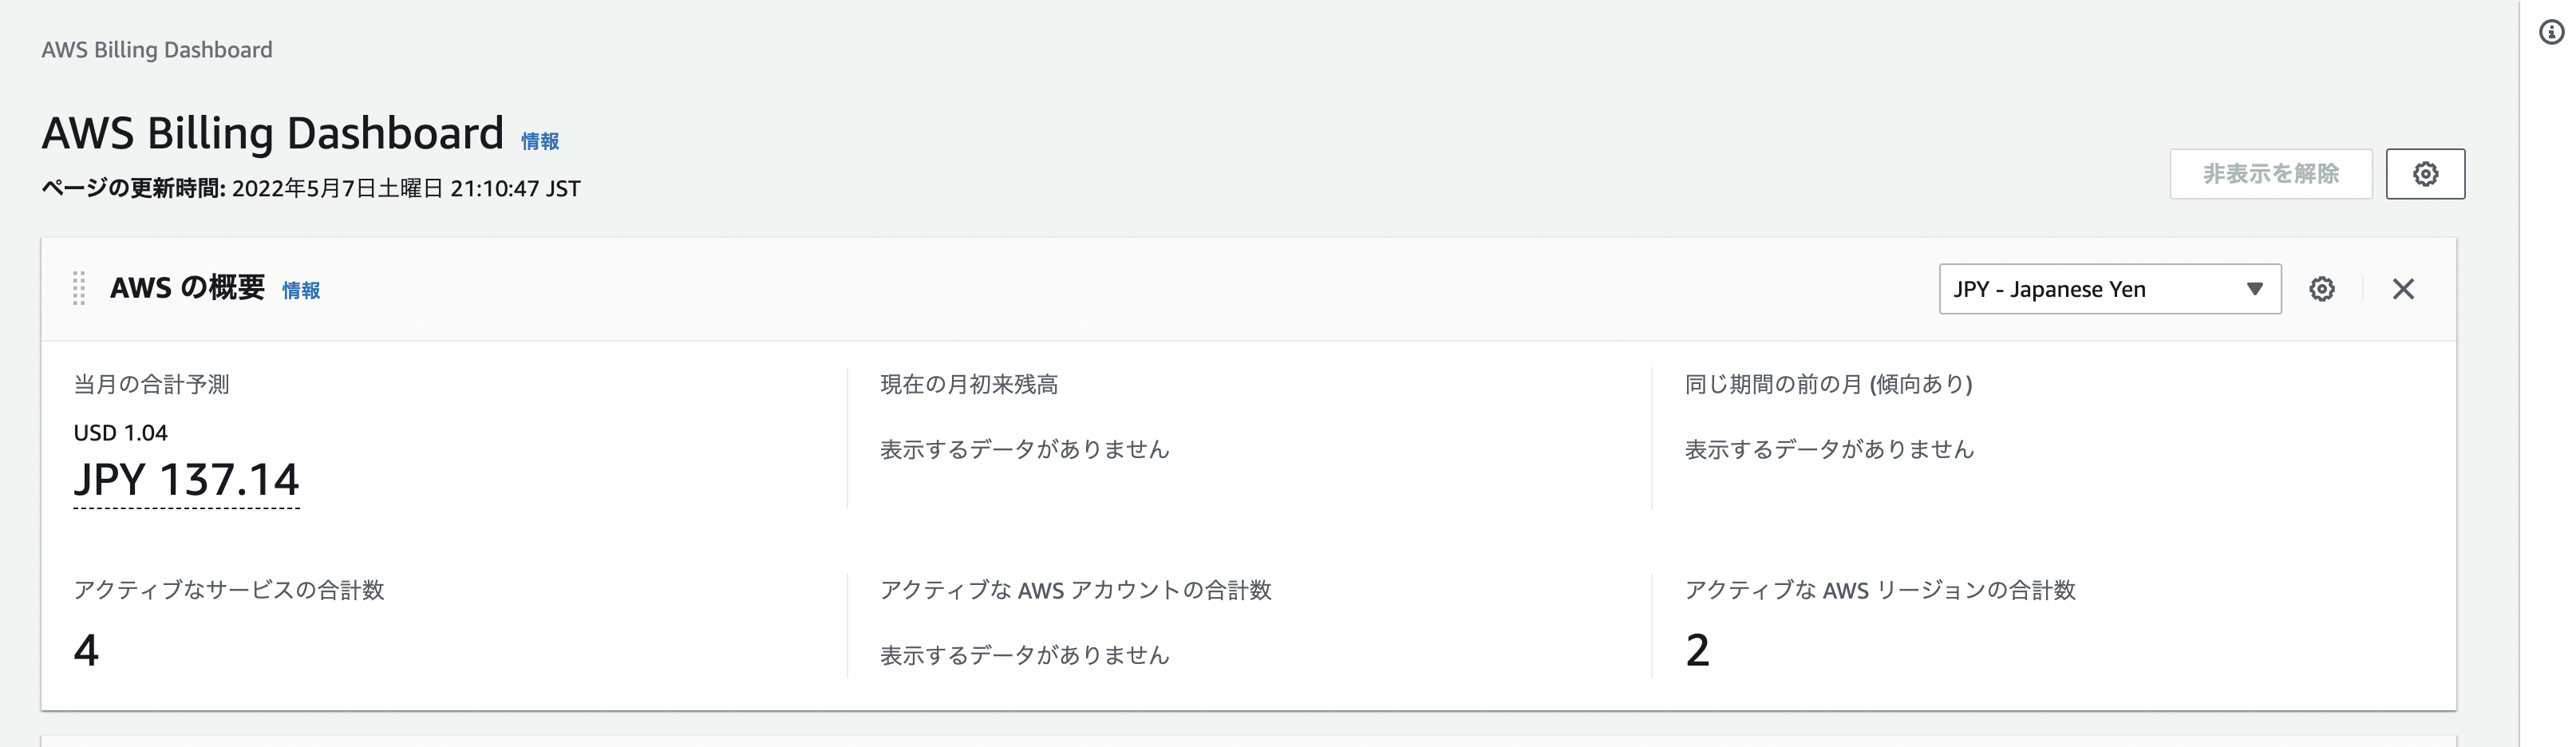 AWS Billing Dashboard
AWS Billing Dashboard 情報
ページの更新時間: 2022年5月7日土曜日 21:10:47 JST
非表示を解除
AWS の概要 情報
JPY - Japanese Yen
当月の合計予測
USD 1.04
JPY 137.14
現在の月初来残高
表示するデータがありません
同じ期間の前の月 (傾向あり)
表示するデータがありません
アクティブなサービスの合計数
4
アクティブな AWS アカウントの合計数
表示するデータがありません
アクティブな AWS リージョンの合計数
2